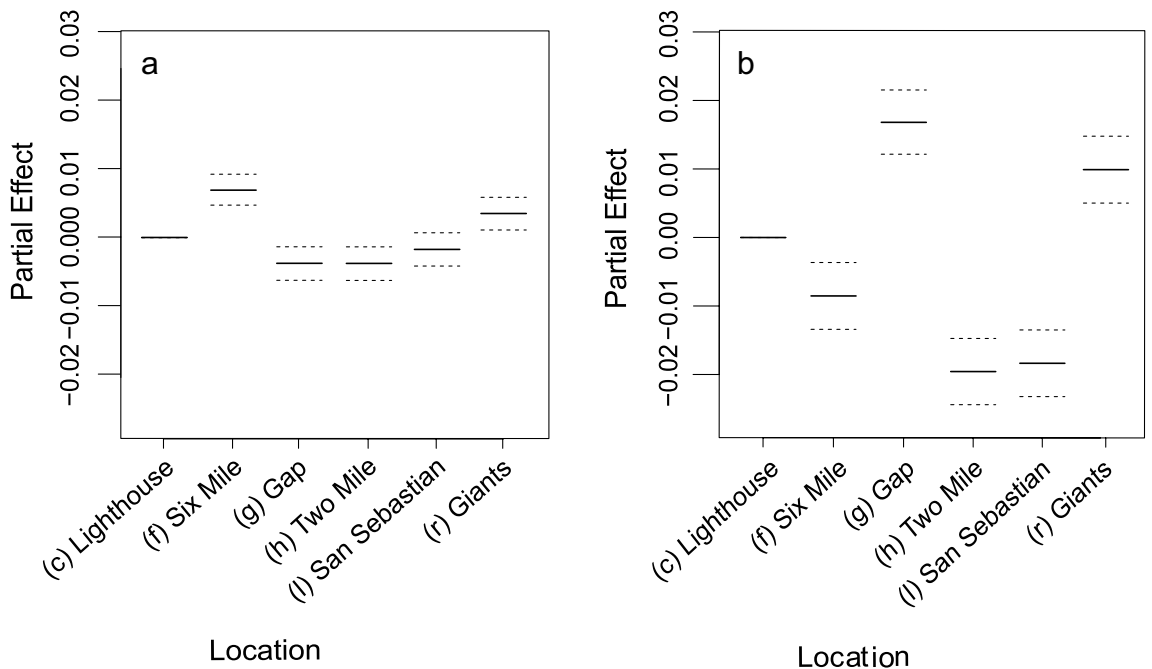 a
Partial Effect
0.03
0.02
0.01
0.000
−0.01
−0.02
(c) Lighthouse
(f) Six Mile
(g) Gap
(h) Two Mile
(l) San Sebastian
(r) Giants
Location
b
Partial Effect
0.03
0.02
0.01
0.00
−0.01
−0.02
(c) Lighthouse
(f) Six Mile
(g) Gap
(h) Two Mile
(l) San Sebastian
(r) Giants
Location